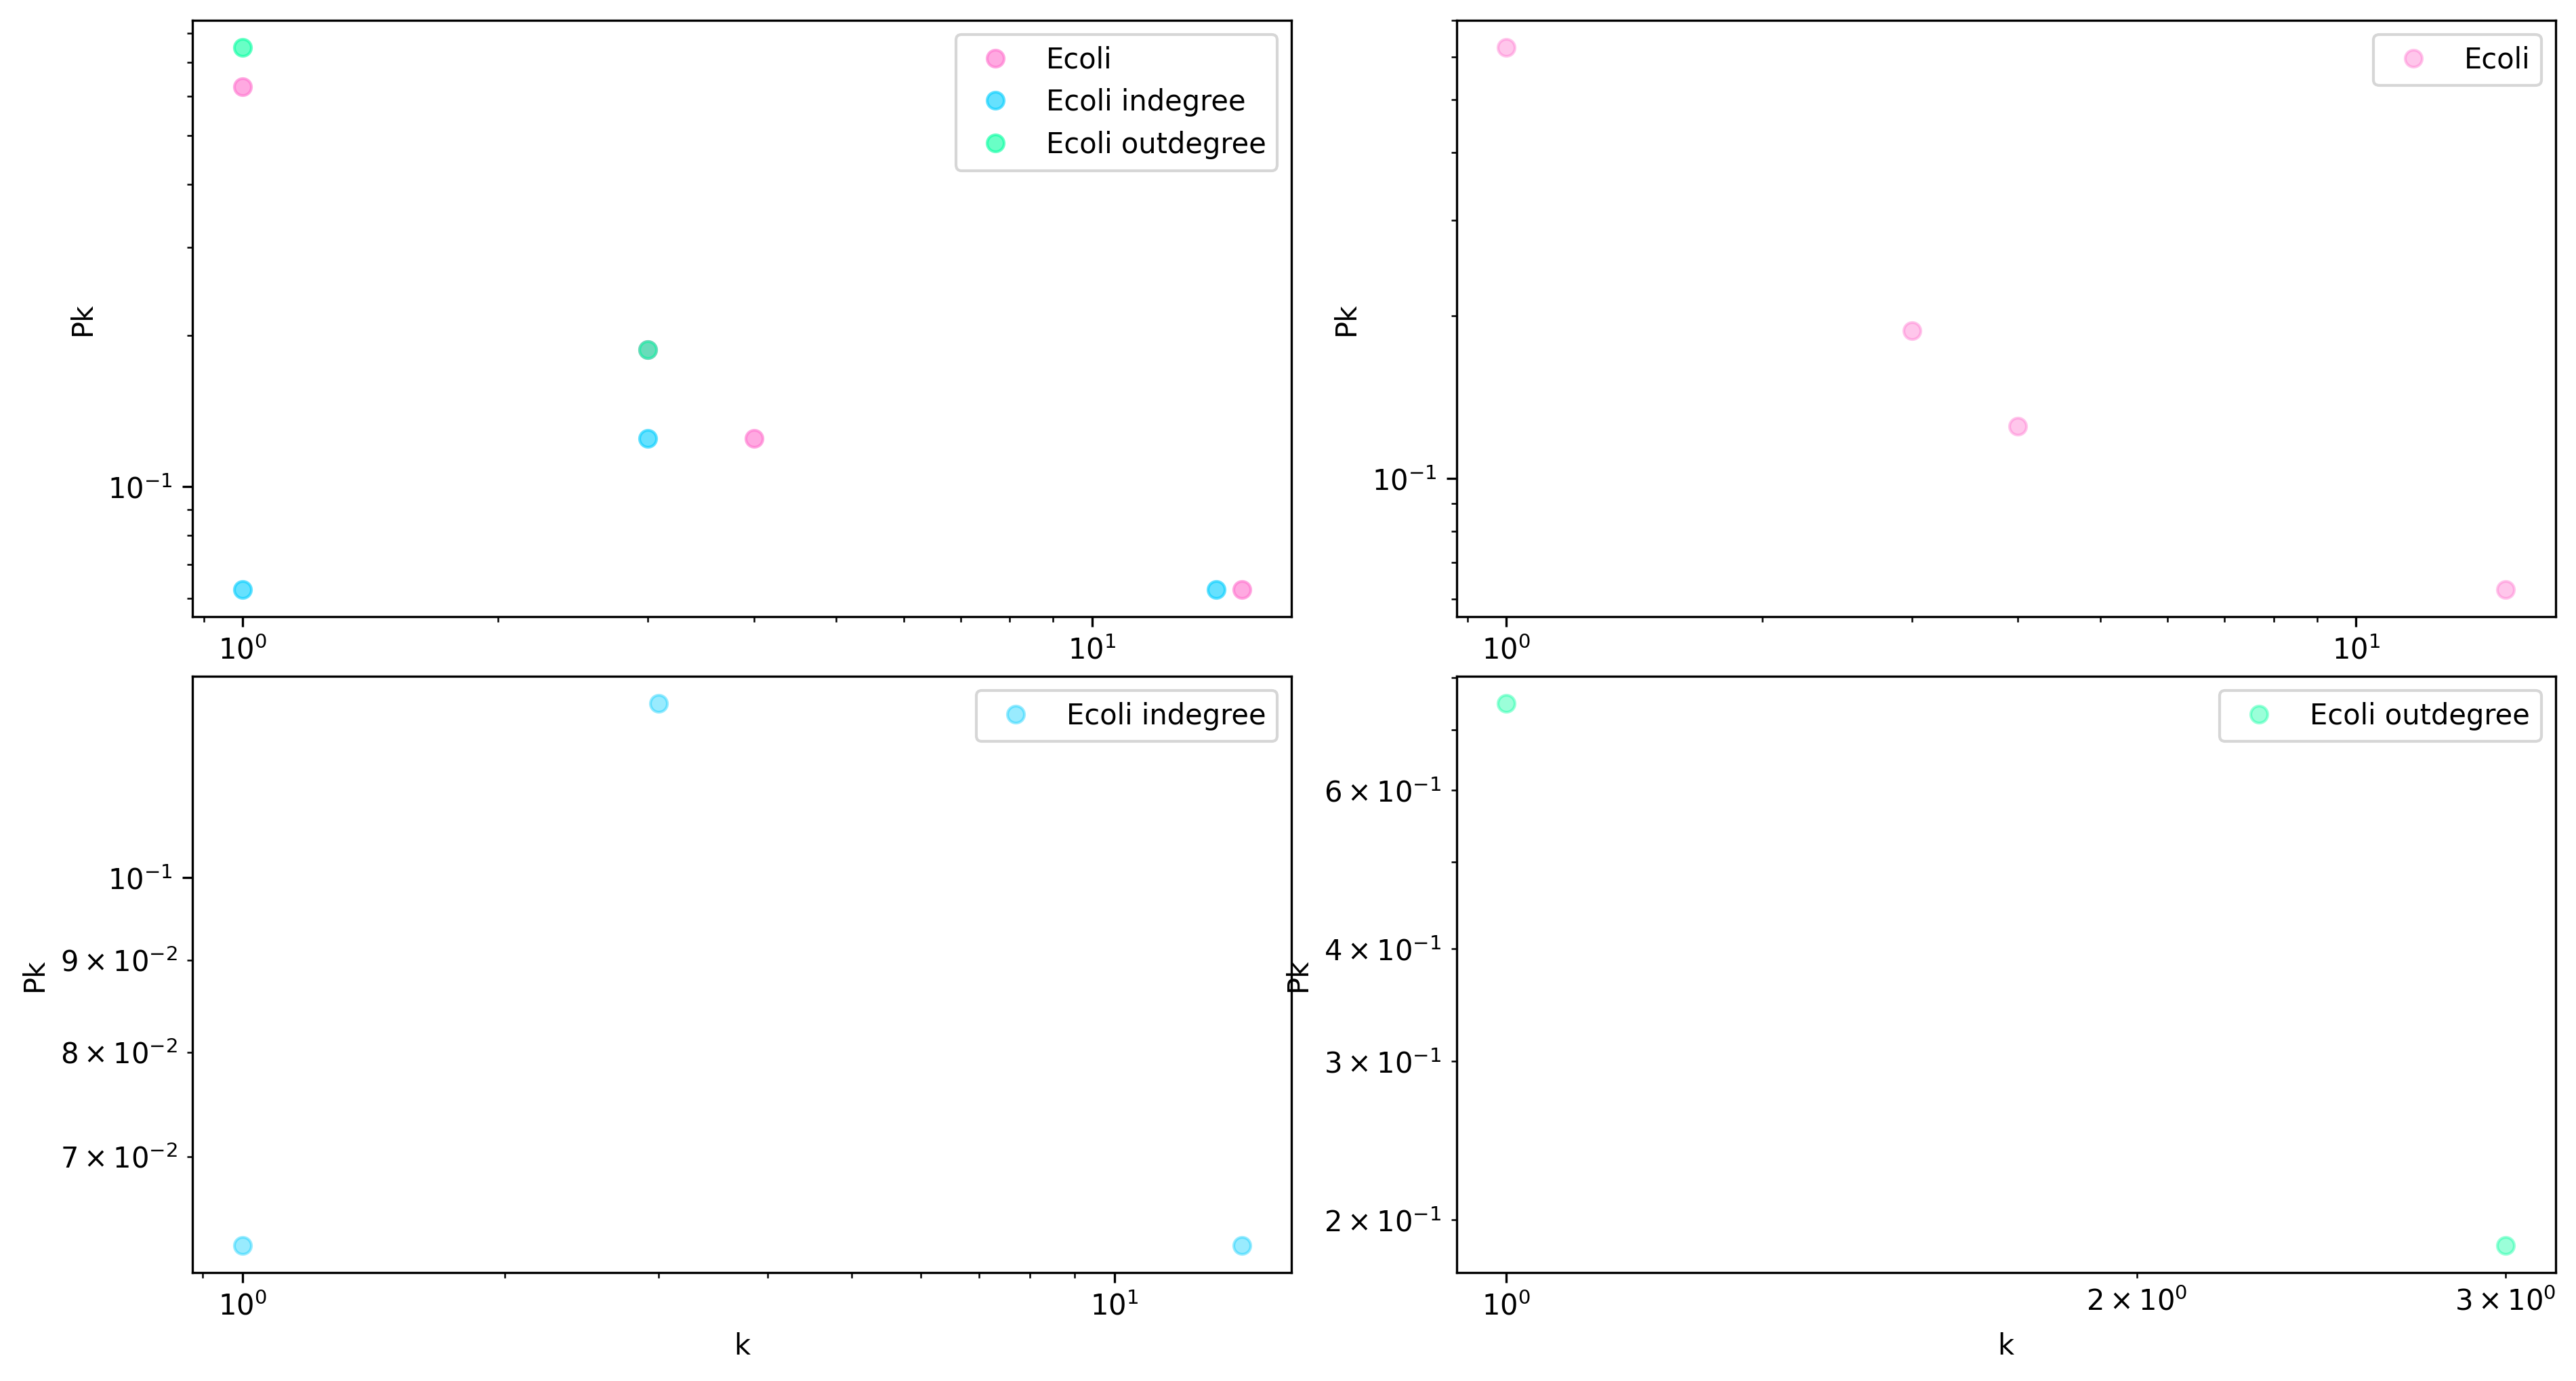 Ecoli
Ecoli indegree
Ecoli outdegree
Pk
10⁻¹
10⁰ 10¹
Ecoli
Pk
10⁻¹
10⁰ 10¹
Ecoli indegree
Pk
10⁻¹
9 × 10⁻²
8 × 10⁻²
7 × 10⁻²
10⁰ 10¹
k
Ecoli outdegree
Pk
6 × 10⁻¹
4 × 10⁻¹
3 × 10⁻¹
2 × 10⁻¹
10⁰ 2 × 10⁰ 3 × 10⁰
k